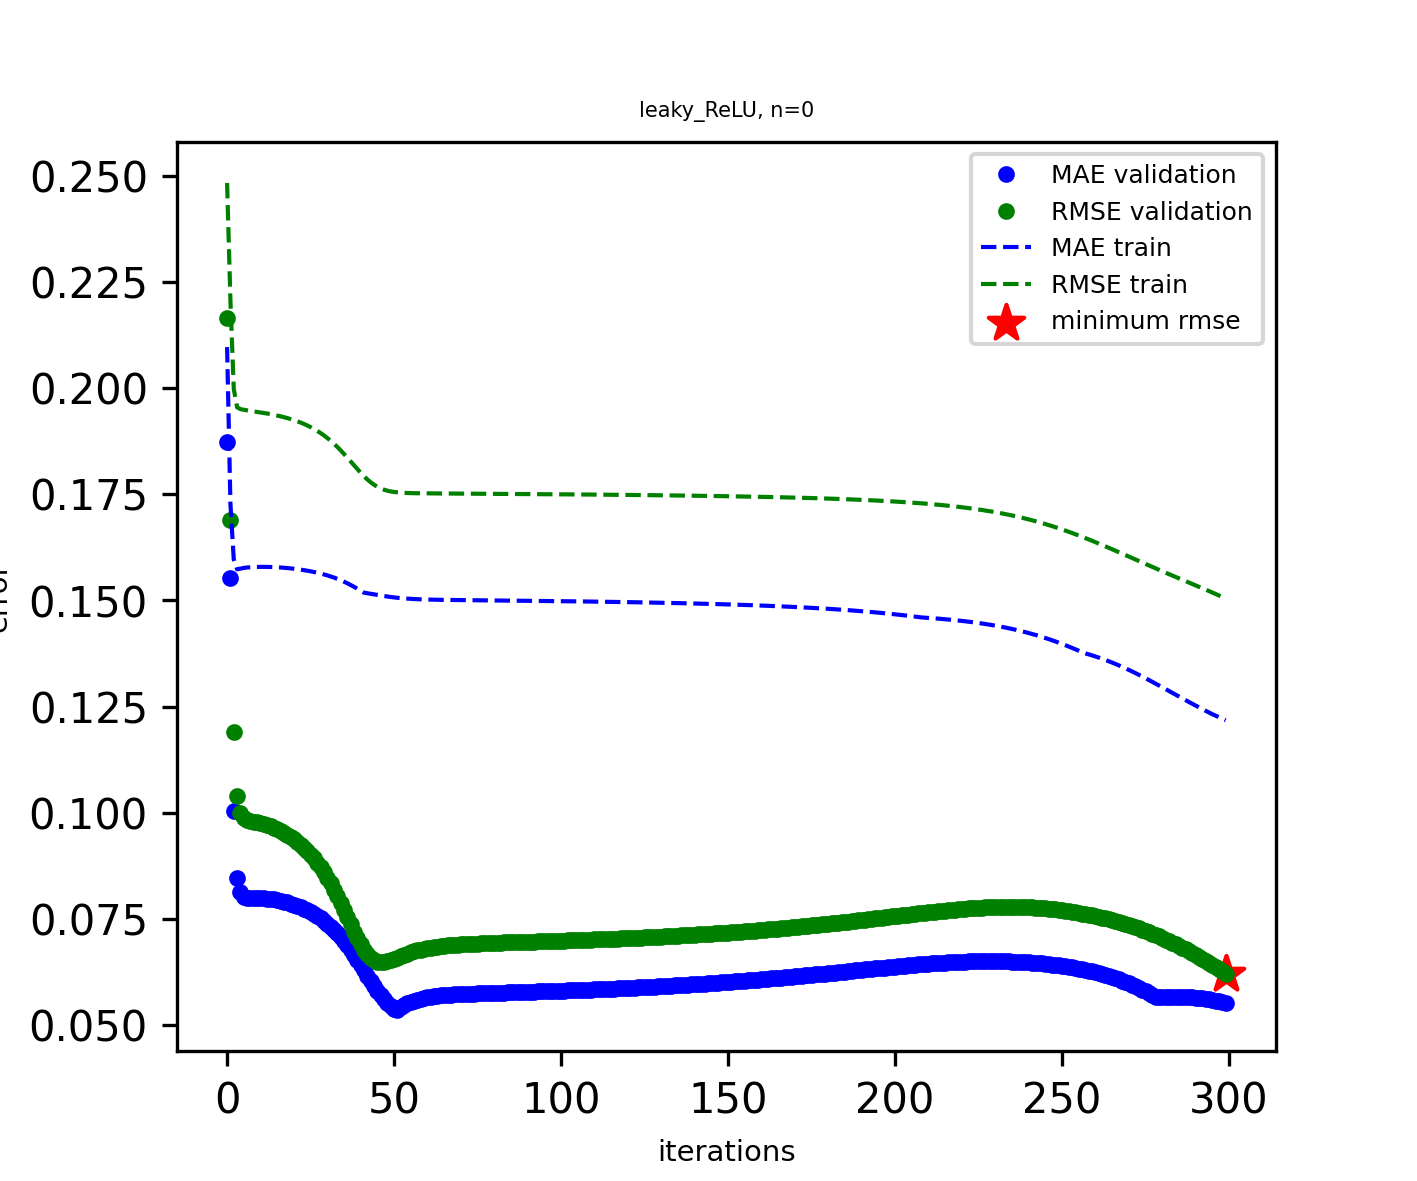 leaky_ReLU, n=0
0.250
0.225
0.200
0.175
0.150
0.125
0.100
0.075
0.050
MAE validation
RMSE validation
MAE train
RMSE train
minimum rmse
0 50 100 150 200 250 300
iterations